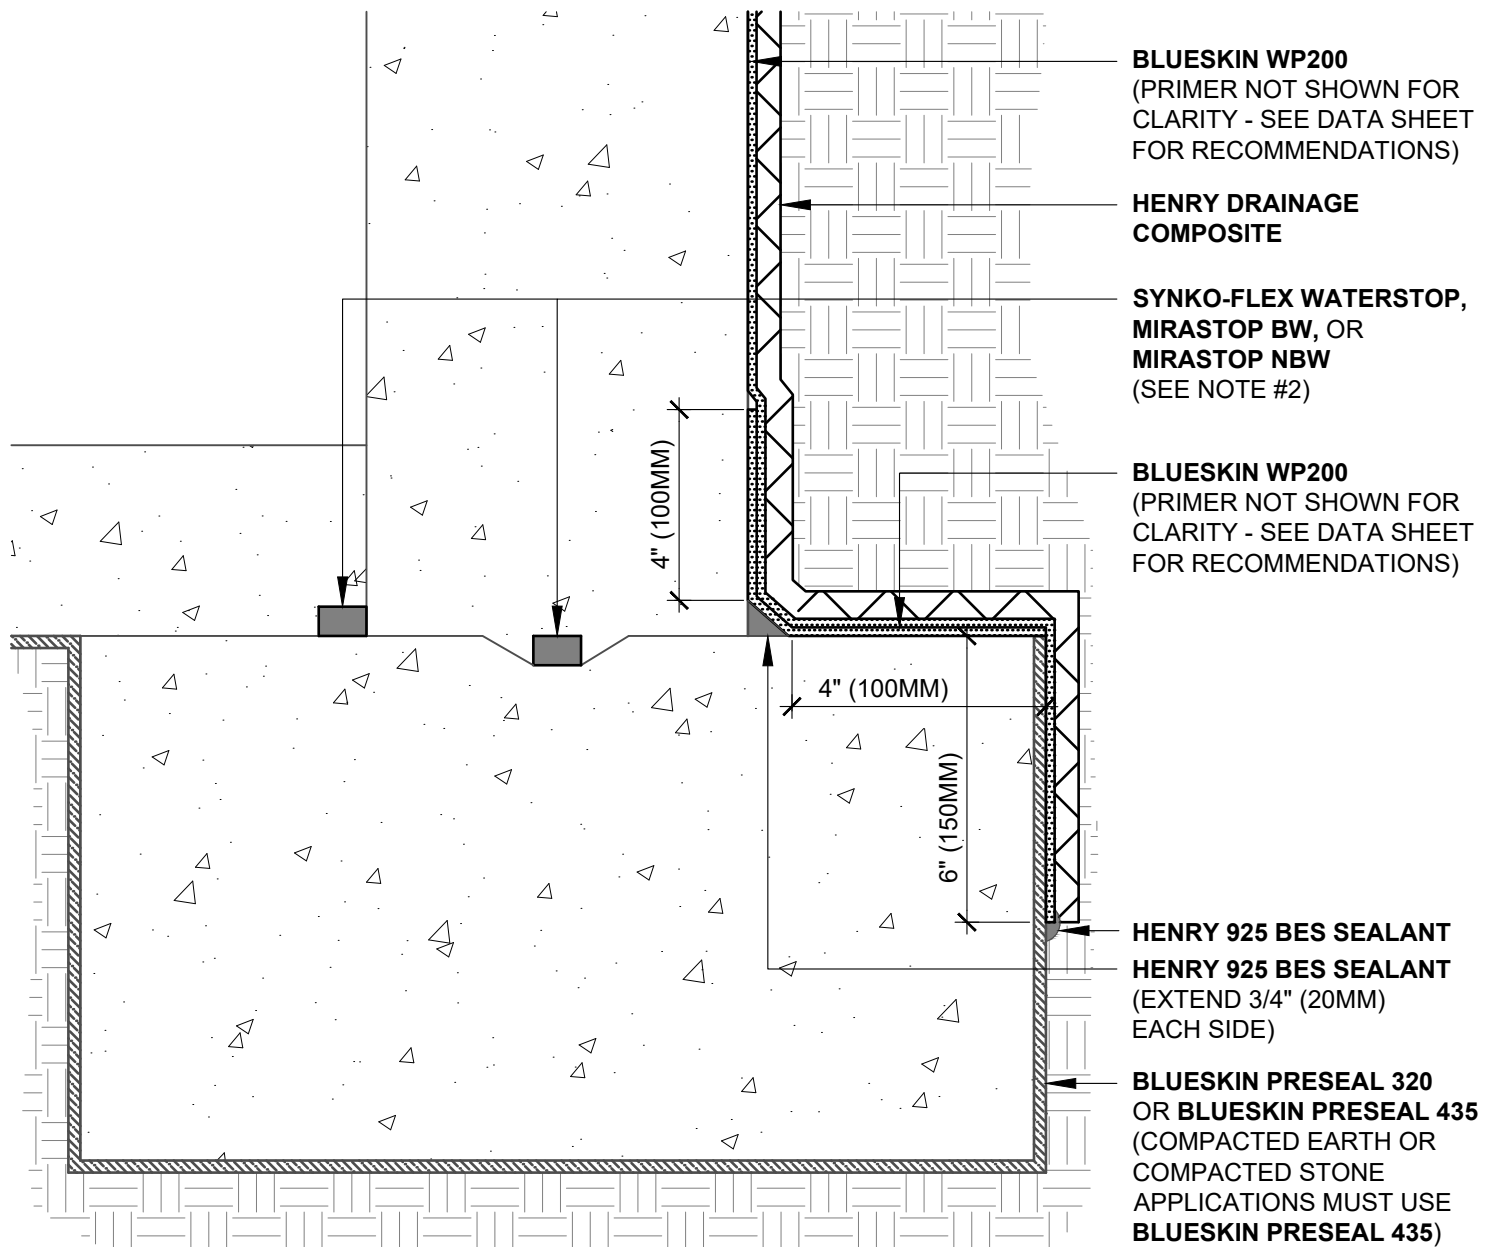 BLUESKIN WP200
(PRIMER NOT SHOWN FOR
CLARITY - SEE DATA SHEET
FOR RECOMMENDATIONS)
HENRY DRAINAGE
COMPOSITE
SYNKO-FLEX WATERSTOP,
MIRASTOP BW, OR
MIRASTOP NBW
(SEE NOTE #2)
BLUESKIN WP200
(PRIMER NOT SHOWN FOR
CLARITY - SEE DATA SHEET
FOR RECOMMENDATIONS)
4" (100MM)
4" (100MM)
6" (150MM)
HENRY 925 BES SEALANT
HENRY 925 BES SEALANT
(EXTEND 3/4" (20MM)
EACH SIDE)
BLUESKIN PRESEAL 320
OR BLUESKIN PRESEAL 435
(COMPACTED EARTH OR
COMPACTED STONE
APPLICATIONS MUST USE
BLUESKIN PRESEAL 435)